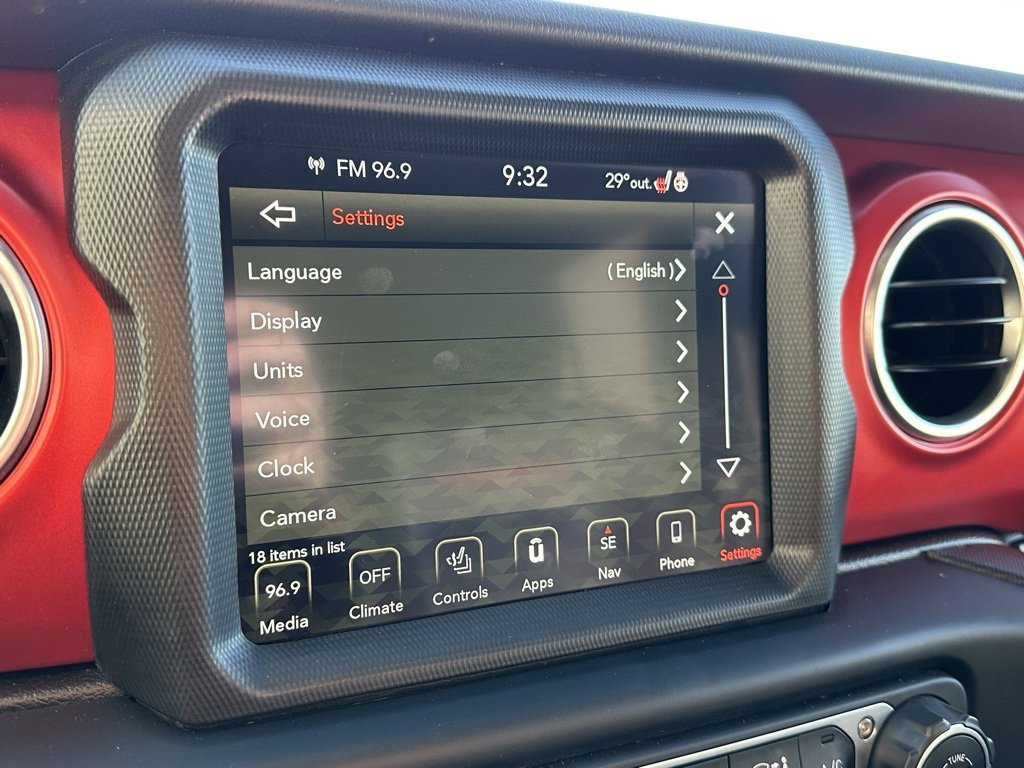 FM 96.9 9:32 29° out.
Settings X
Language ( English )
Display
Units
Voice
Clock
Camera
18 items in list
96.9 OFF SE
Media Climate Controls Apps Nav Phone Settings
TUNE